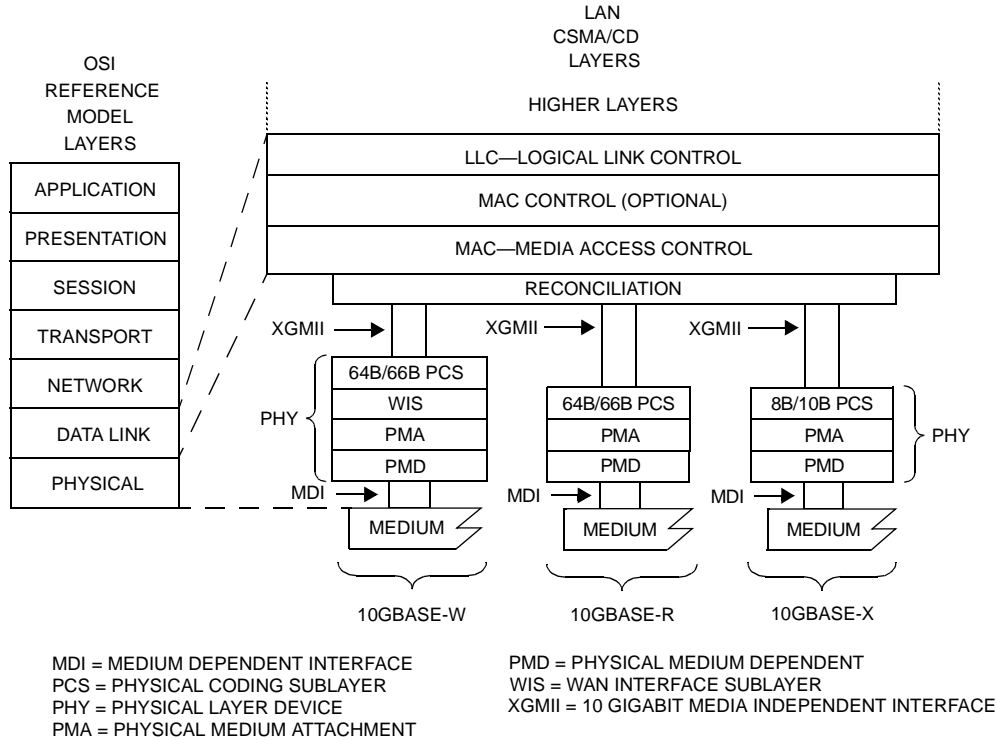 OSI
REFERENCE
MODEL
LAYERS
APPLICATION
PRESENTATION
SESSION
TRANSPORT
NETWORK
DATA LINK
PHYSICAL
LAN
CSMA/CD
LAYERS
HIGHER LAYERS
LLC—LOGICAL LINK CONTROL
MAC CONTROL (OPTIONAL)
MAC—MEDIA ACCESS CONTROL
RECONCILIATION
XGMII
XGMII
XGMII
PHY
64B/66B PCS
WIS
PMA
PMD
MDI
MEDIUM
10GBASE-W
64B/66B PCS
PMA
PMD
MDI
MEDIUM
10GBASE-R
8B/10B PCS
PMA
PMD
PHY
MDI
MEDIUM
10GBASE-X
MDI = MEDIUM DEPENDENT INTERFACE
PCS = PHYSICAL CODING SUBLAYER
PHY = PHYSICAL LAYER DEVICE
PMA = PHYSICAL MEDIUM ATTACHMENT
PMD = PHYSICAL MEDIUM DEPENDENT
WIS = WAN INTERFACE SUBLAYER
XGMII = 10 GIGABIT MEDIA INDEPENDENT INTERFACE